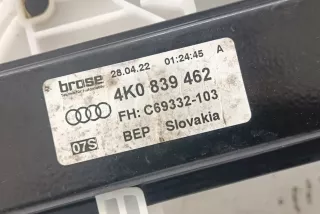 brose 28.04.22 01:24:45 A
4K0 839 462
FH: C69332-103
07S BEP Slovakia